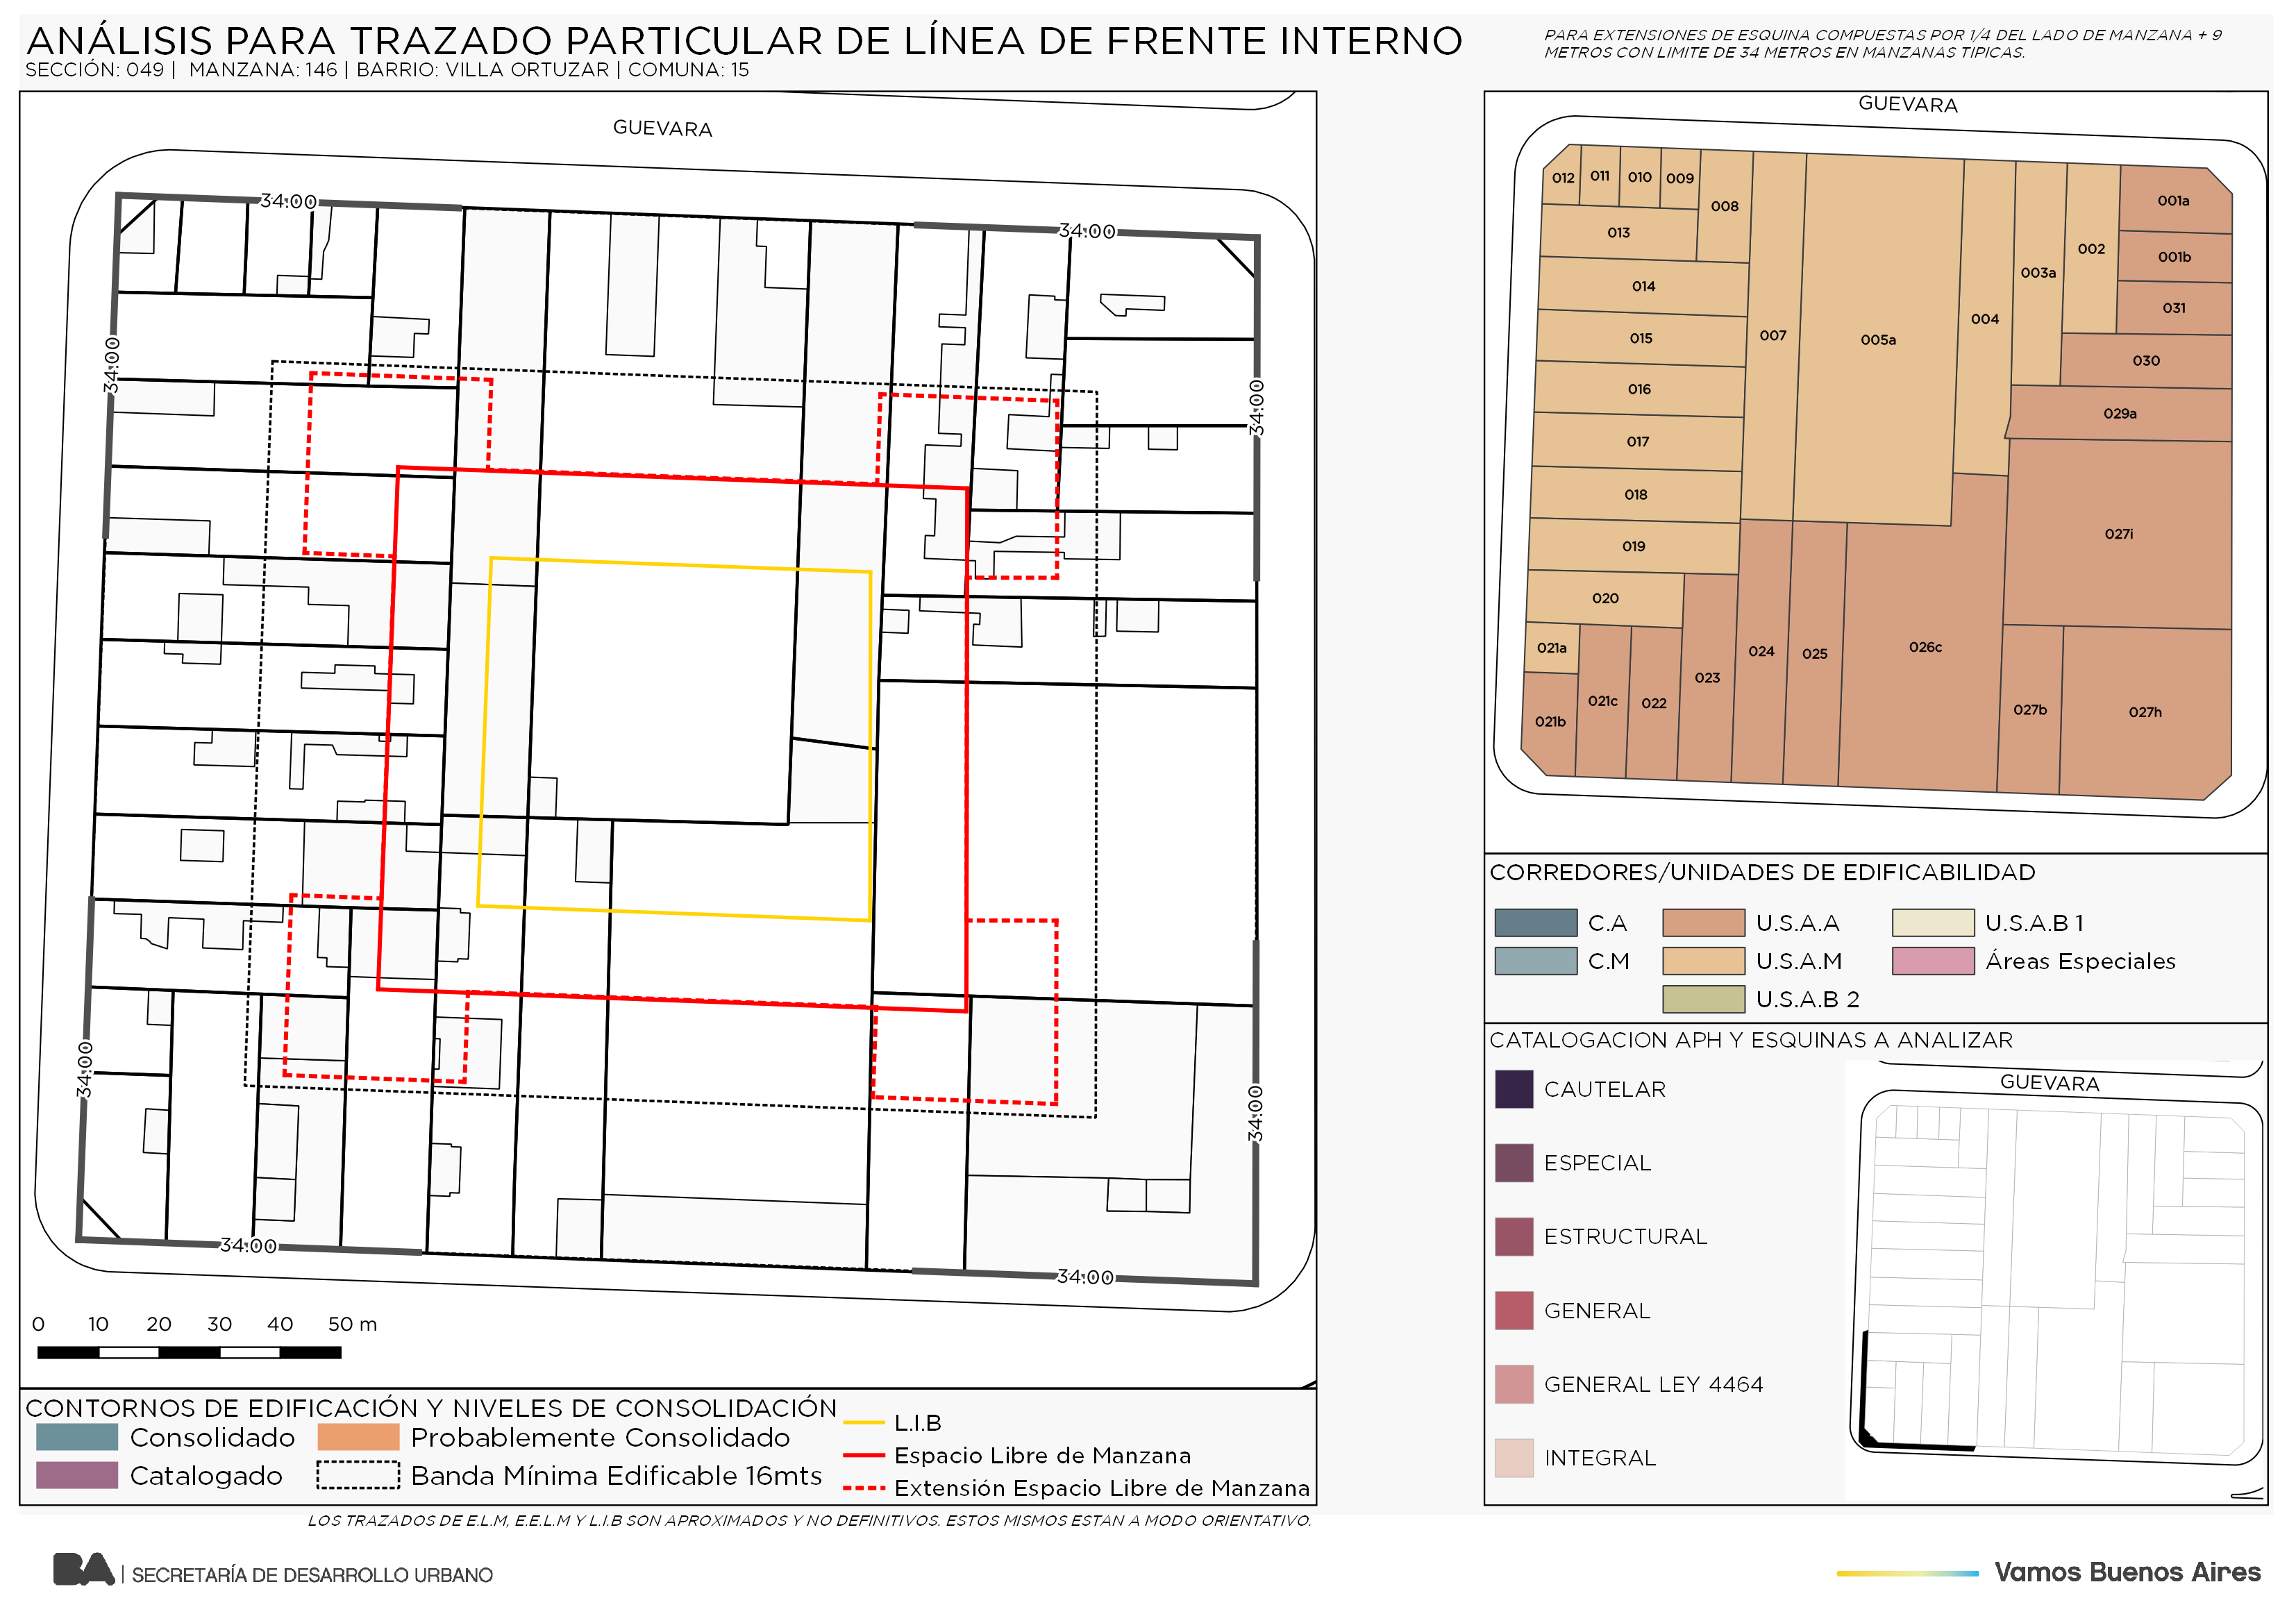 ANÁLISIS PARA TRAZADO PARTICULAR DE LÍNEA DE FRENTE INTERNO
SECCIÓN: 049 | MANZANA: 146 | BARRIO: VILLA ORTUZAR | COMUNA: 15
PARA EXTENSIONES DE ESQUINA COMPUESTAS POR 1/4 DEL LADO DE MANZANA + 9
METROS CON LIMITE DE 34 METROS EN MANZANAS TIPICAS.
GUEVARA
34:00
34:00
34:00
34:00
34:00
34:00
34:00
34:00
0 10 20 30 40 50 m
CONTORNOS DE EDIFICACIÓN Y NIVELES DE CONSOLIDACIÓN
Consolidado
Probablemente Consolidado
Catalogado
Banda Mínima Edificable 16mts
L.I.B
Espacio Libre de Manzana
Extensión Espacio Libre de Manzana
GUEVARA
012 011 010 009 008 007 005a 004 003a 002 001a
013
001b
014
031
015
030
016
029a
017
018
019
027i
020
021a
021b 021c 022 023 024 025 026c 027b 027h
CORREDORES/UNIDADES DE EDIFICABILIDAD
C.A
U.S.A.A
U.S.A.B 1
C.M
U.S.A.M
Áreas Especiales
U.S.A.B 2
CATALOGACION APH Y ESQUINAS A ANALIZAR
CAUTELAR
ESPECIAL
ESTRUCTURAL
GENERAL
GENERAL LEY 4464
INTEGRAL
GUEVARA
LOS TRAZADOS DE E.L.M, E.E.L.M Y L.I.B SON APROXIMADOS Y NO DEFINITIVOS. ESTOS MISMOS ESTAN A MODO ORIENTATIVO.
BA | SECRETARÍA DE DESARROLLO URBANO
Vamos Buenos Aires